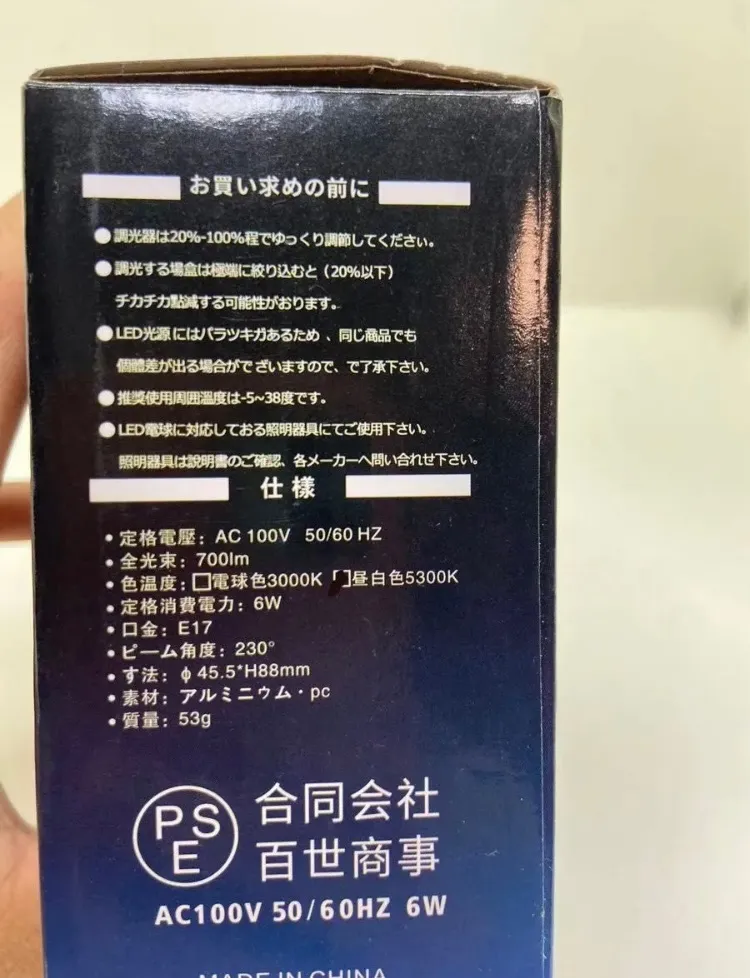 お買い求めの前に
●調光器は20%-100%程でゆっくり調節してください。
●調光する場盒は極端に絞り込むと（20%以下）
チカチカ點減する可能性がおります。
●LED光源にはパラツキガあるため 、同じ商品でも
個體差が出る場合がで ざいますので、で了承下さい。
●推奨使用周囲溫度は-5~38度です。
●LED電球に対応しておる照明器具にてご使用下さい。
照明器具は説明書のご確認、各メーカーへ問い合れせ下さい。
仕様
・定格電壓：AC 100V 50/60 HZ
・全光束：700lm
・色温度：□電球色3000K □昼白色5300K
・定格消費電力：6W
・口金：E17
・ピーム角度：230°
・寸法：φ 45.5*H88mm
・素材：アルミニウム・pc
・質量：53g
PSE
合同会社
百世商事
AC100V 50/60HZ 6W
MADE IN CHINA